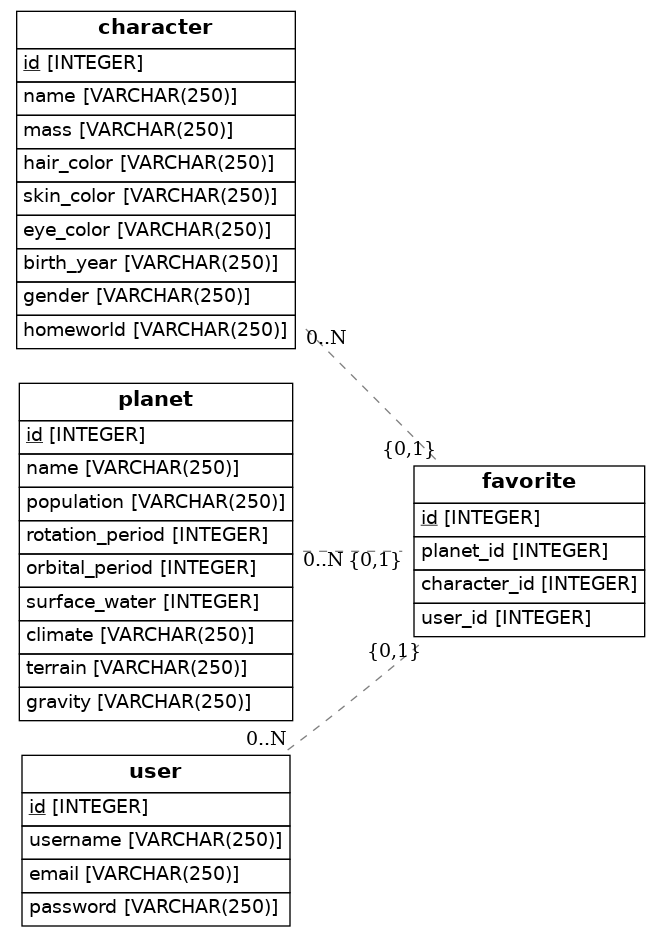 character
id [INTEGER]
name [VARCHAR(250)]
mass [VARCHAR(250)]
hair_color [VARCHAR(250)]
skin_color [VARCHAR(250)]
eye_color [VARCHAR(250)]
birth_year [VARCHAR(250)]
gender [VARCHAR(250)]
homeworld [VARCHAR(250)]
0..N
{0,1}
planet
id [INTEGER]
name [VARCHAR(250)]
population [VARCHAR(250)]
rotation_period [INTEGER]
orbital_period [INTEGER]
surface_water [INTEGER]
climate [VARCHAR(250)]
terrain [VARCHAR(250)]
gravity [VARCHAR(250)]
0..N {0,1}
favorite
id [INTEGER]
planet_id [INTEGER]
character_id [INTEGER]
user_id [INTEGER]
{0,1}
0..N
user
id [INTEGER]
username [VARCHAR(250)]
email [VARCHAR(250)]
password [VARCHAR(250)]